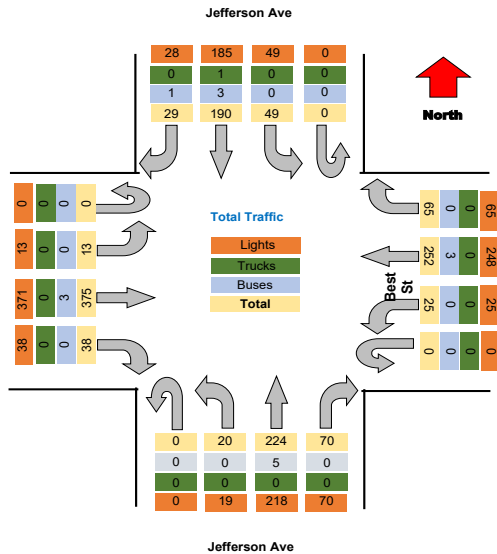 Jefferson Ave
28 185 49 0
0 1 0 0
1 3 0 0
29 190 49 0
North
0 0 0 0
13 0 0 13
371 0 3 375
38 0 0 38
Total Traffic
Lights
Trucks
Buses
Total
Best St
65 0 0 65
252 3 0 248
25 0 0 25
0 0 0 0
0 20 224 70
0 0 5 0
0 0 0 0
0 19 218 70
Jefferson Ave